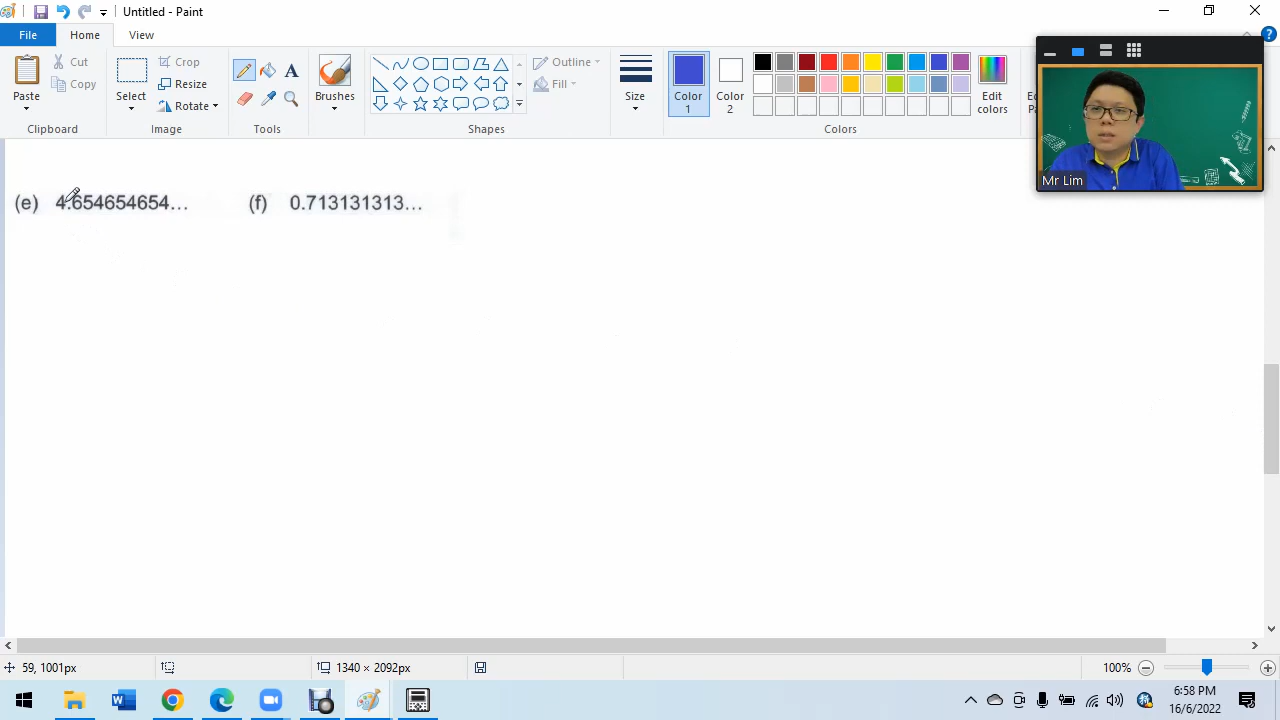 Untitled - Paint
File Home View
Cut
Copy
Paste
Clipboard
Select
Crop
Resize
Rotate
Image
Tools
Brushes
Outline
Fill
Shapes
Size
Color 1
Color 2
Edit colors
Colors
Mr Lim
(e) 4.654654654... (f) 0.713131313...
59, 1001px
1340 × 2092px
100%
6:58 PM
16/6/2022